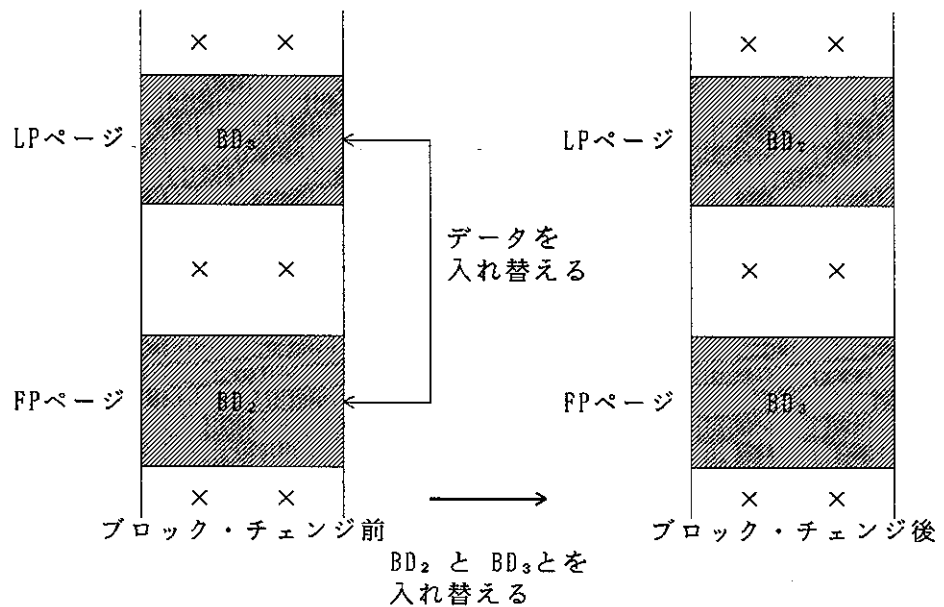 × ×
× ×
LPページ
BD₃
LPページ
BD₂
データを
入れ替える
× ×
× ×
FPページ
BD₂
FPページ
BD₃
× ×
× ×
ブロック・チェンジ前
ブロック・チェンジ後
BD₂ と BD₃とを
入れ替える